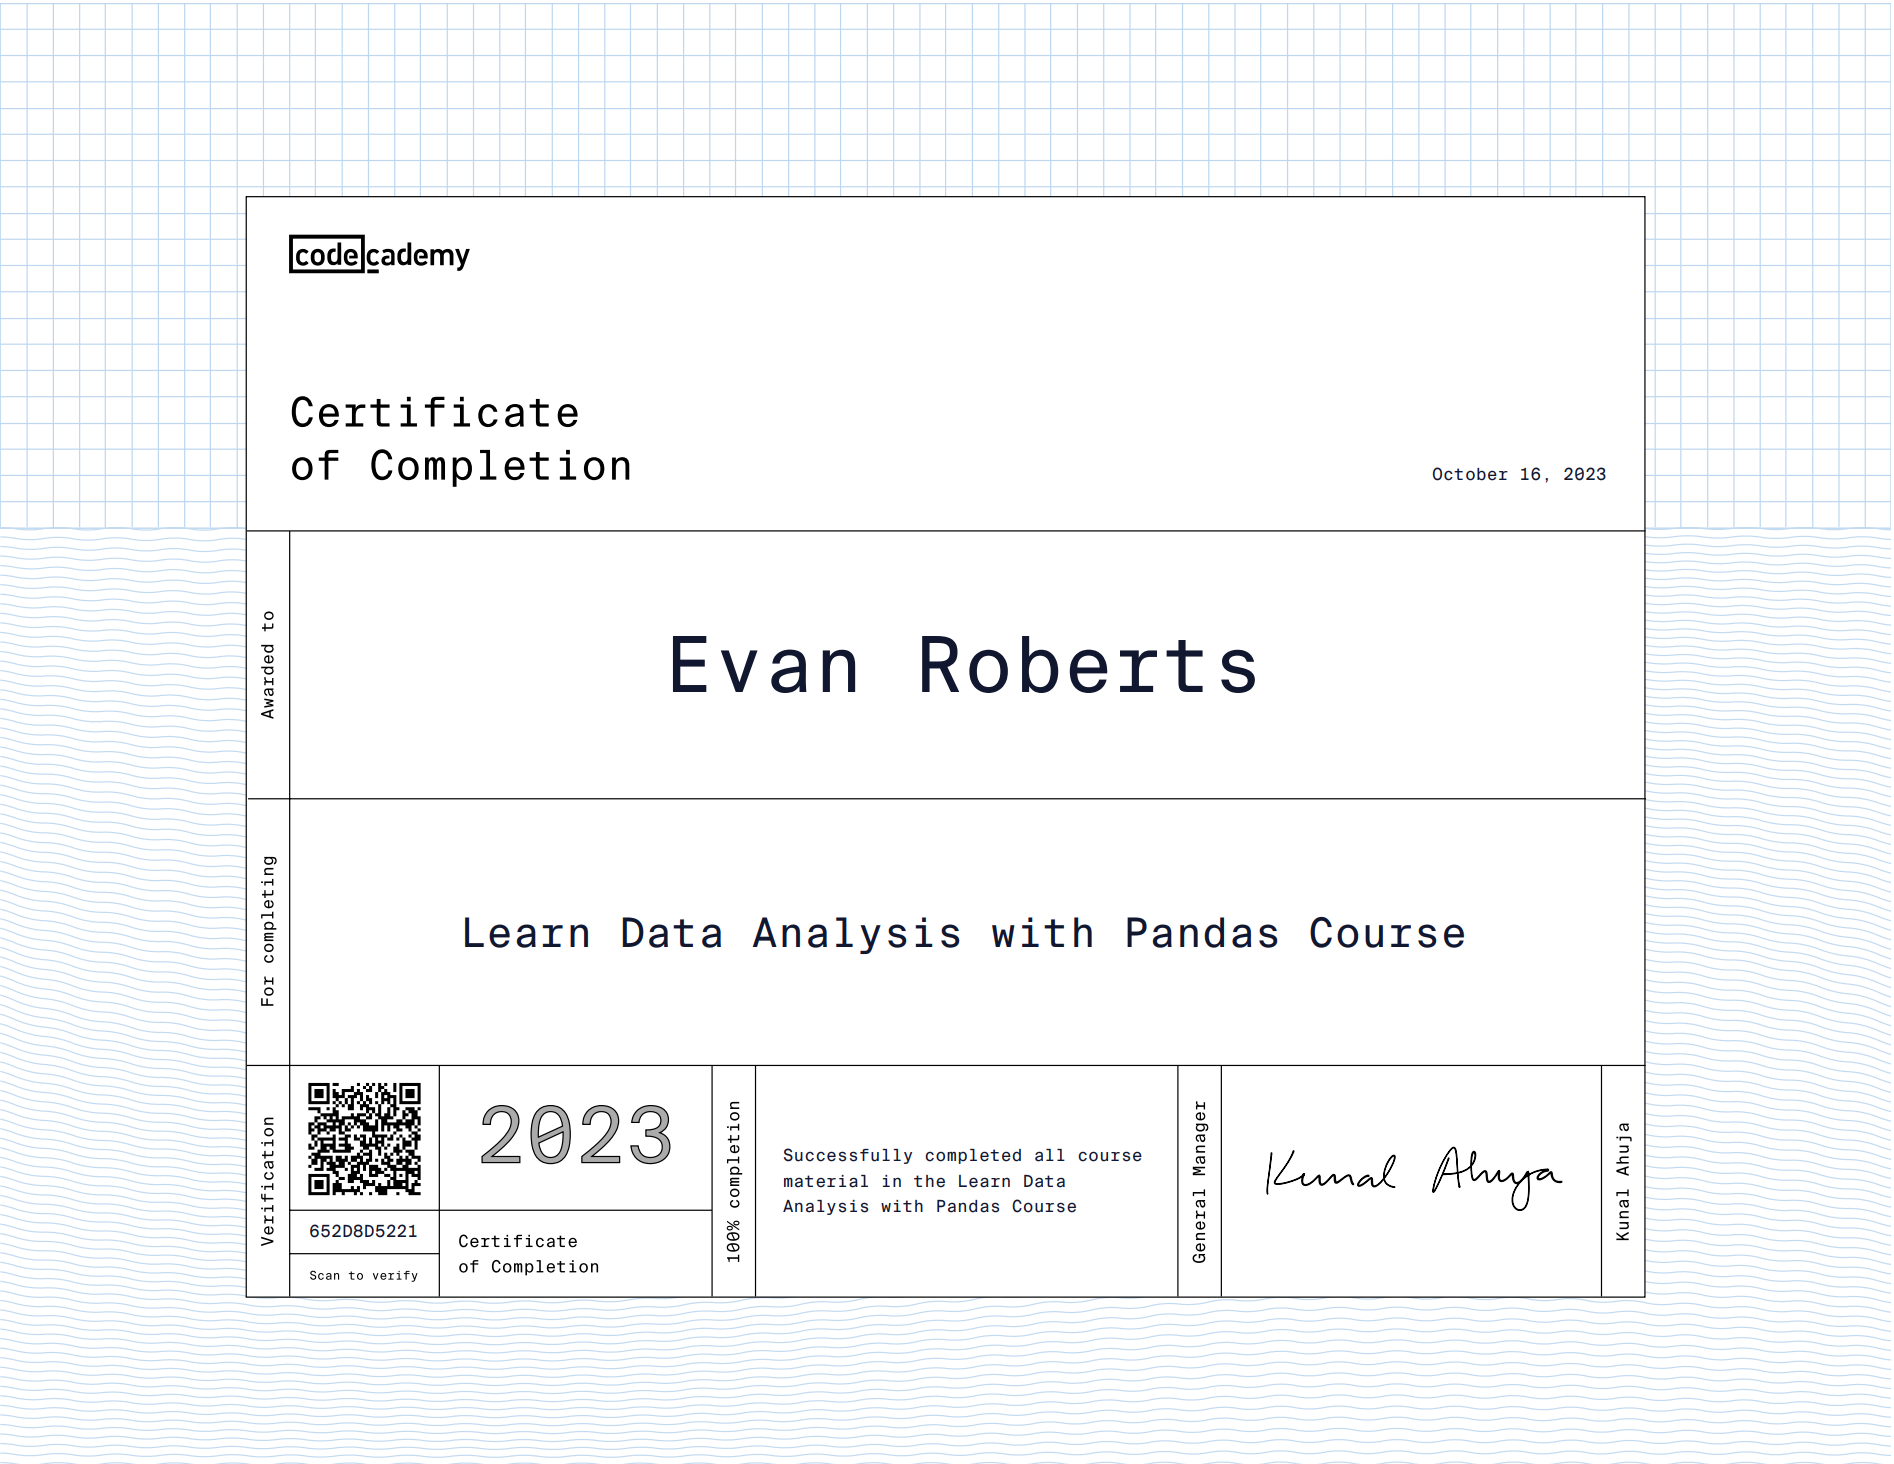 codecademy
Certificate
of Completion
October 16, 2023
Awarded to
Evan Roberts
For completing
Learn Data Analysis with Pandas Course
Verification
652D8D5221
Scan to verify
2023
Certificate
of Completion
100% completion
Successfully completed all course
material in the Learn Data
Analysis with Pandas Course
General Manager
Kunal Ahuja
Kunal Ahuja